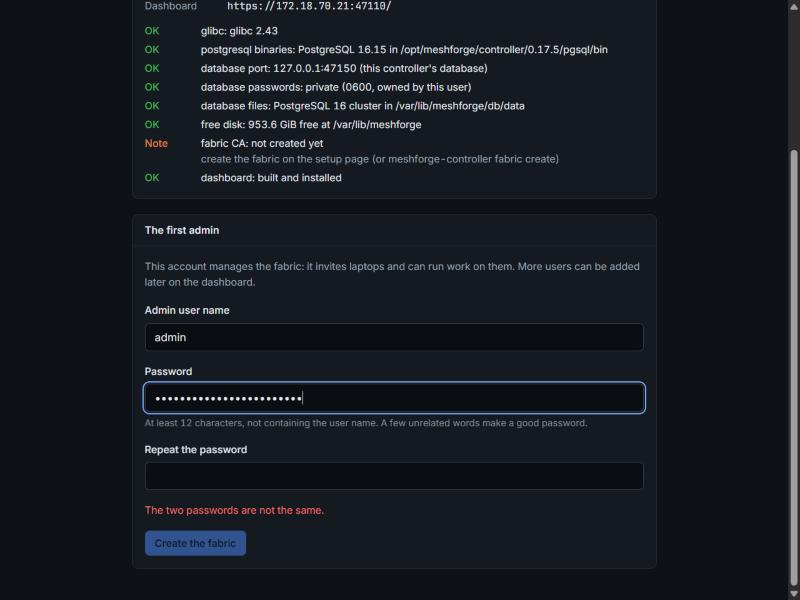 Dashboard https://172.18.70.21:47110/
OK glibc: glibc 2.43
OK postgresql binaries: PostgreSQL 16.15 in /opt/meshforge/controller/0.17.5/pgsql/bin
OK database port: 127.0.0.1:47150 (this controller's database)
OK database passwords: private (0600, owned by this user)
OK database files: PostgreSQL 16 cluster in /var/lib/meshforge/db/data
OK free disk: 953.6 GiB free at /var/lib/meshforge
Note fabric CA: not created yet
create the fabric on the setup page (or meshforge-controller fabric create)
OK dashboard: built and installed
The first admin
This account manages the fabric: it invites laptops and can run work on them. More users can be added
later on the dashboard.
Admin user name
admin
Password
••••••••••••••••••••••••
At least 12 characters, not containing the user name. A few unrelated words make a good password.
Repeat the password
The two passwords are not the same.
Create the fabric